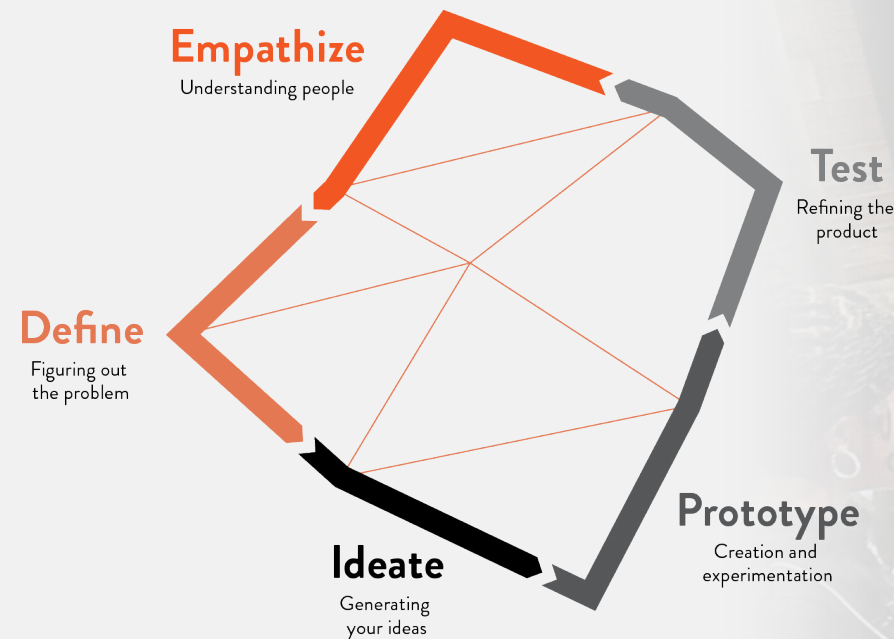 Empathize
Understanding people
Test
Refining the
product
Define
Figuring out
the problem
Prototype
Creation and
experimentation
Ideate
Generating
your ideas